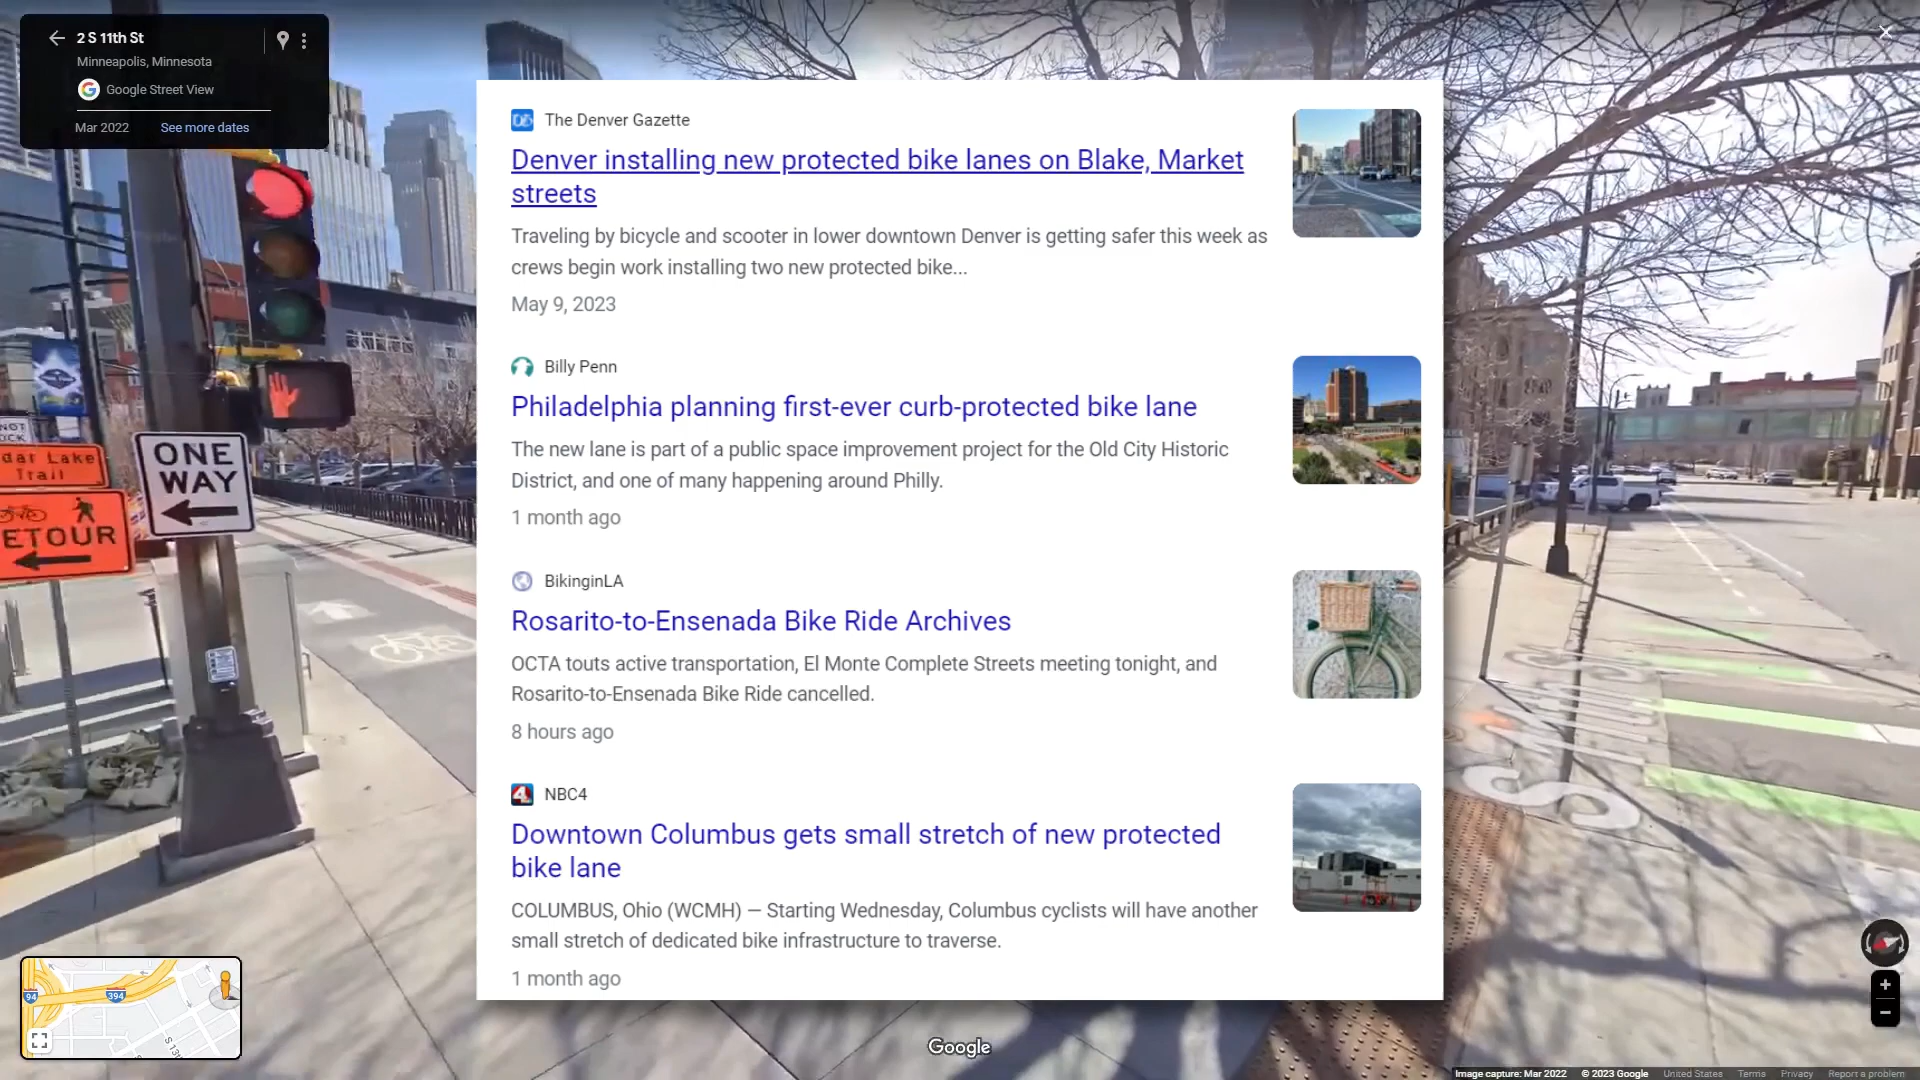 2 S 11th St
Minneapolis, Minnesota
Google Street View
Mar 2022 See more dates
ONE
WAY
dar Lake
Trail
ETOUR
The Denver Gazette
Denver installing new protected bike lanes on Blake, Market
streets
Traveling by bicycle and scooter in lower downtown Denver is getting safer this week as
crews begin work installing two new protected bike...
May 9, 2023
Billy Penn
Philadelphia planning first-ever curb-protected bike lane
The new lane is part of a public space improvement project for the Old City Historic
District, and one of many happening around Philly.
1 month ago
BikinginLA
Rosarito-to-Ensenada Bike Ride Archives
OCTA touts active transportation, El Monte Complete Streets meeting tonight, and
Rosarito-to-Ensenada Bike Ride cancelled.
8 hours ago
NBC4
Downtown Columbus gets small stretch of new protected
bike lane
COLUMBUS, Ohio (WCMH) — Starting Wednesday, Columbus cyclists will have another
small stretch of dedicated bike infrastructure to traverse.
1 month ago
94
394
S 13th
Google
Image capture: Mar 2022 © 2023 Google United States Terms Privacy Report a problem